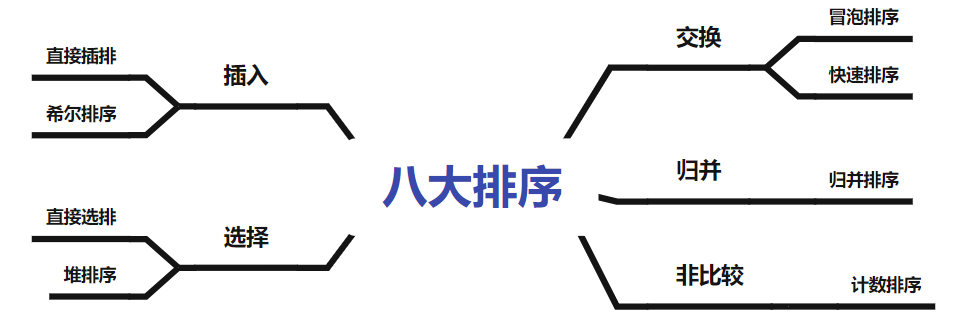 八大排序
插入
直接插排
希尔排序
选择
直接选排
堆排序
交换
冒泡排序
快速排序
归并
归并排序
非比较
计数排序